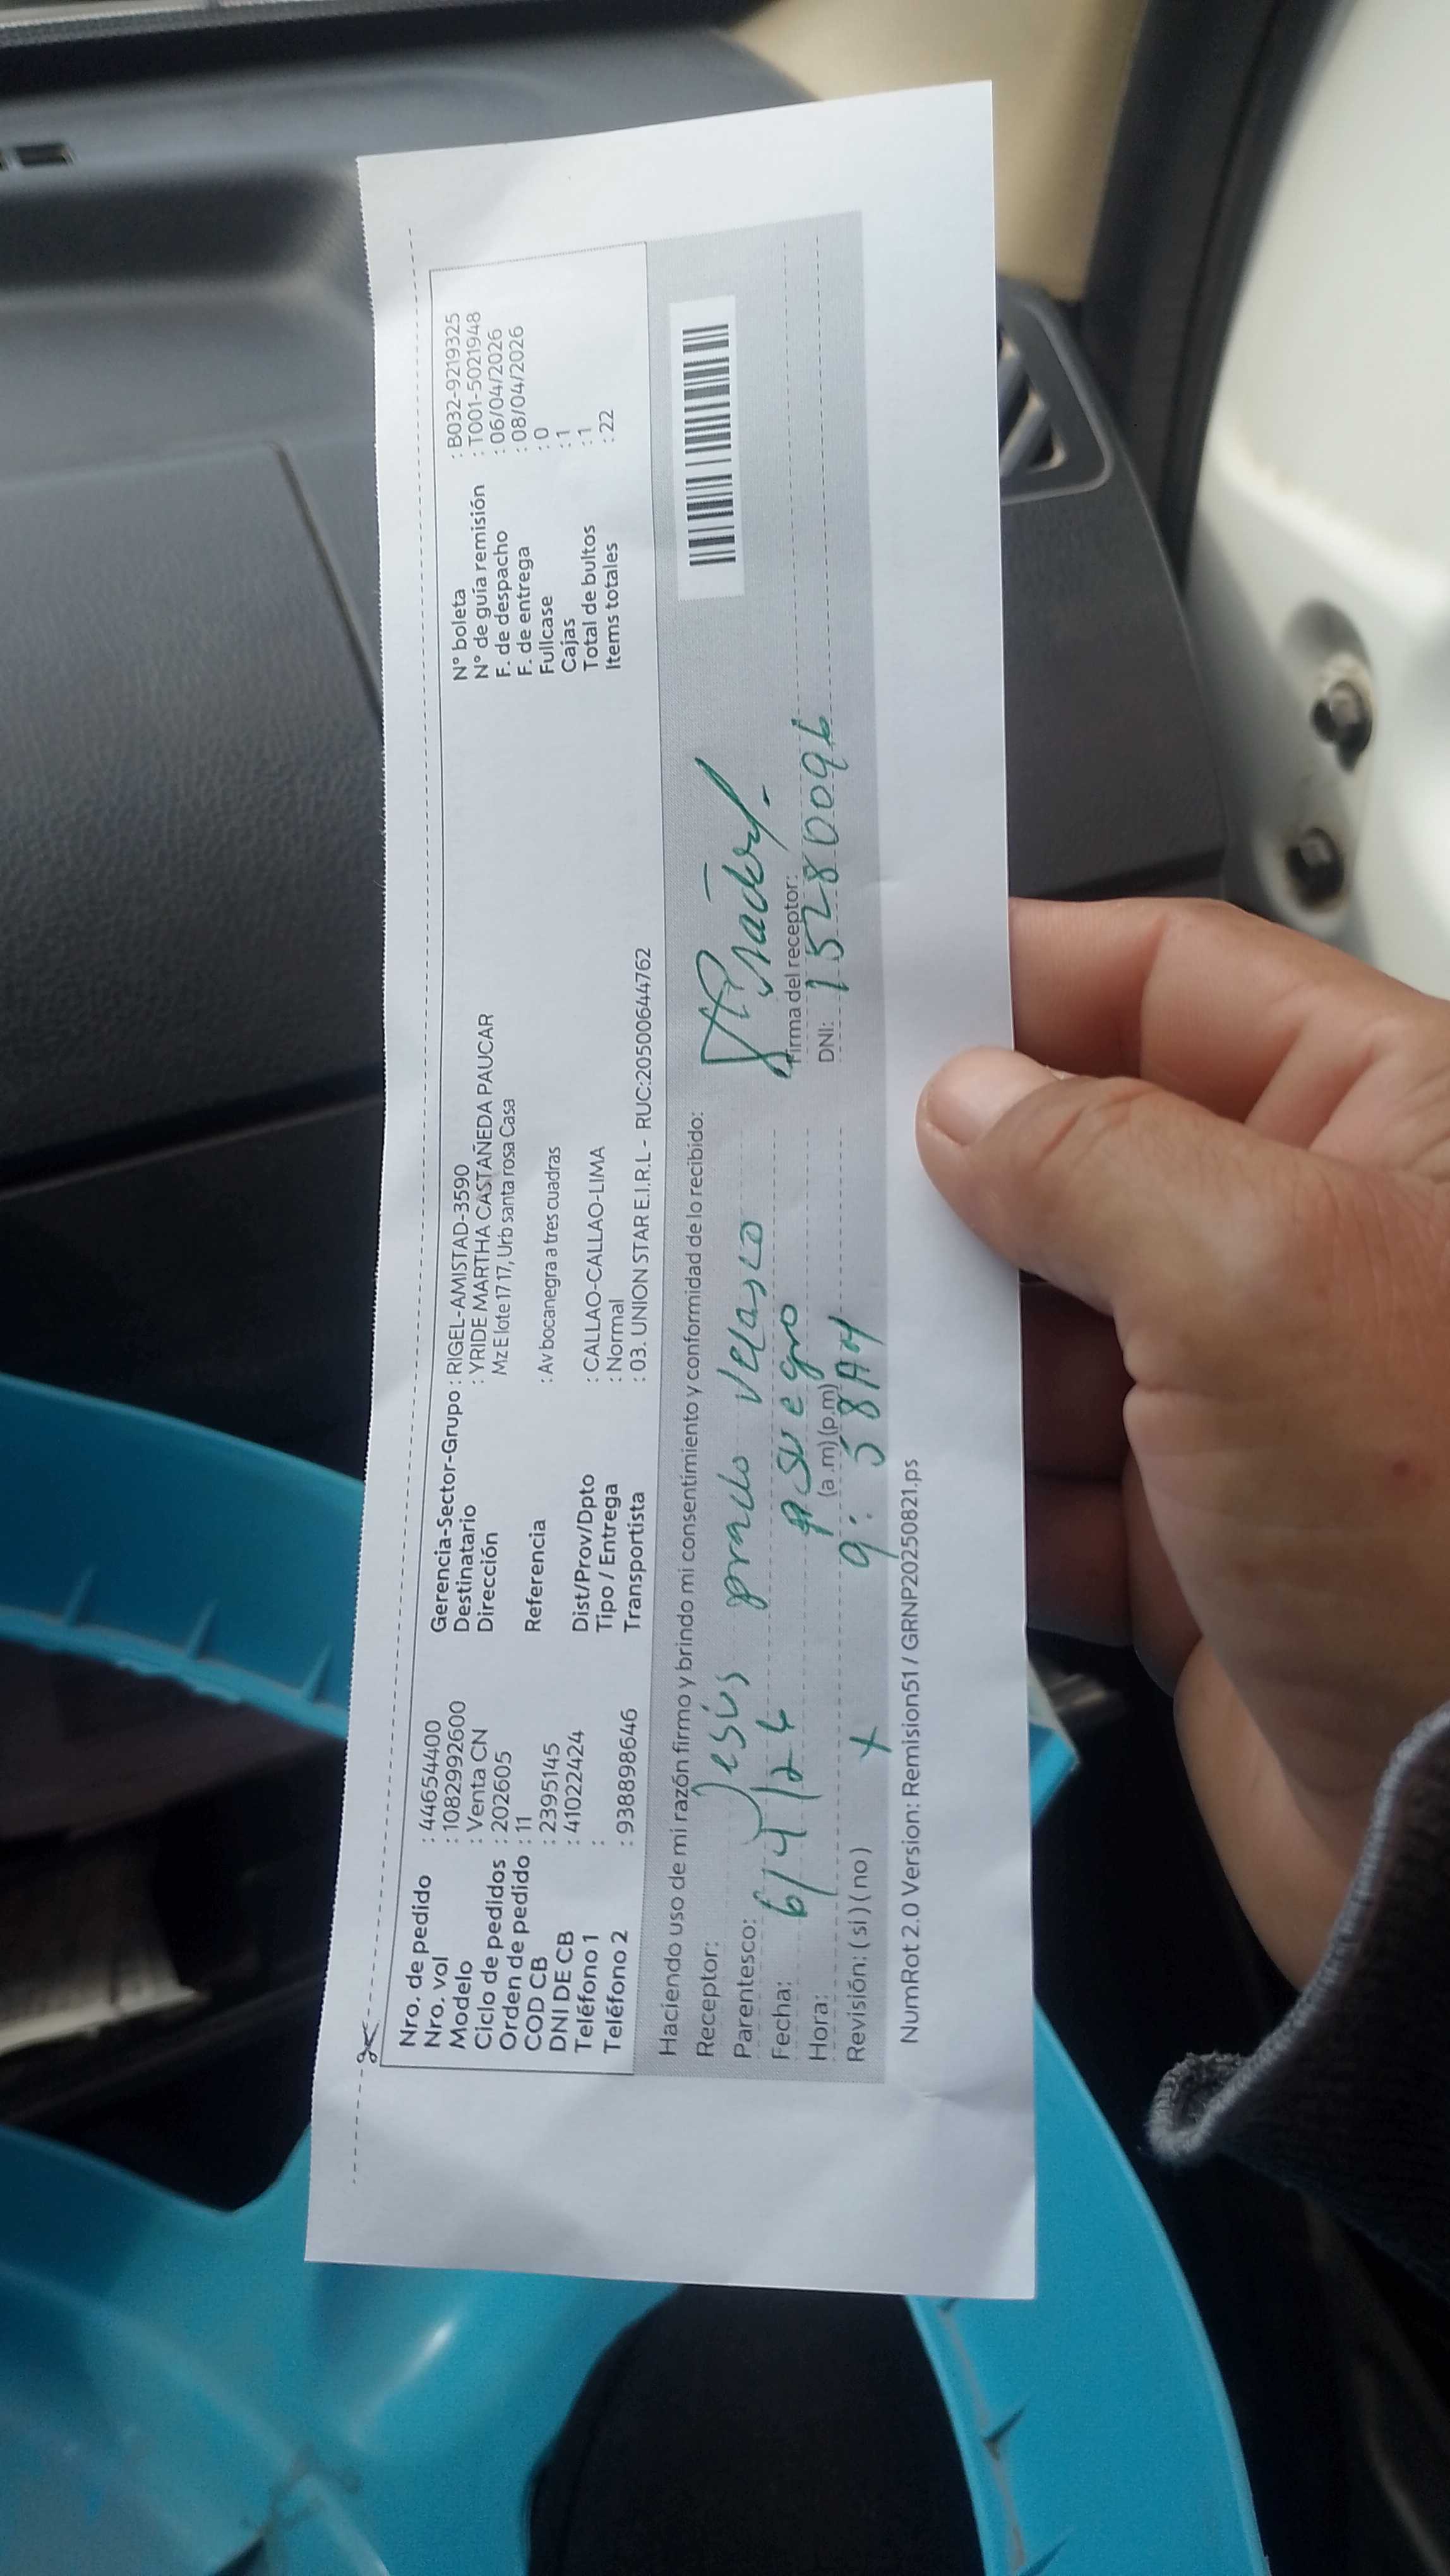 Nro. de pedido : 44654400
Nro. vol : 1082992600
Modelo : Venta CN
Ciclo de pedidos : 202605
Orden de pedido : 11
COD CB : 2395145
DNI DE CB : 41022424
Teléfono 1 :
Teléfono 2 : 938898646
Gerencia-Sector-Grupo : RIGEL-AMISTAD-3590
Destinatario : YRIDE MARTHA CASTAÑEDA PAUCAR
Dirección Mz E lote 17 17, Urb santa rosa Casa
Referencia : Av bocanegra a tres cuadras
Dist/Prov/Dpto : CALLAO-CALLAO-LIMA
Tipo / Entrega : Normal
Transportista : 03. UNION STAR E.I.R.L - RUC:20500644762
N° boleta : B032-9219325
N° de guía remisión : T001-5021948
F. de despacho : 06/04/2026
F. de entrega : 08/04/2026
Fullcase : 0
Cajas : 1
Total de bultos : 1
Items totales : 22
Haciendo uso de mi razón firmo y brindo mi consentimiento y conformidad de lo recibido:
Receptor: Jesús prado Velasco
Parentesco: suegro
Fecha: 6/4/26
Hora: 9:58 AM (a.m) (p.m)
Revisión: ( si ) ( no ) x
Firma del receptor:
DNI: 15280096
NumRot 2.0 Version: Remision51 / GRNP20250821.ps